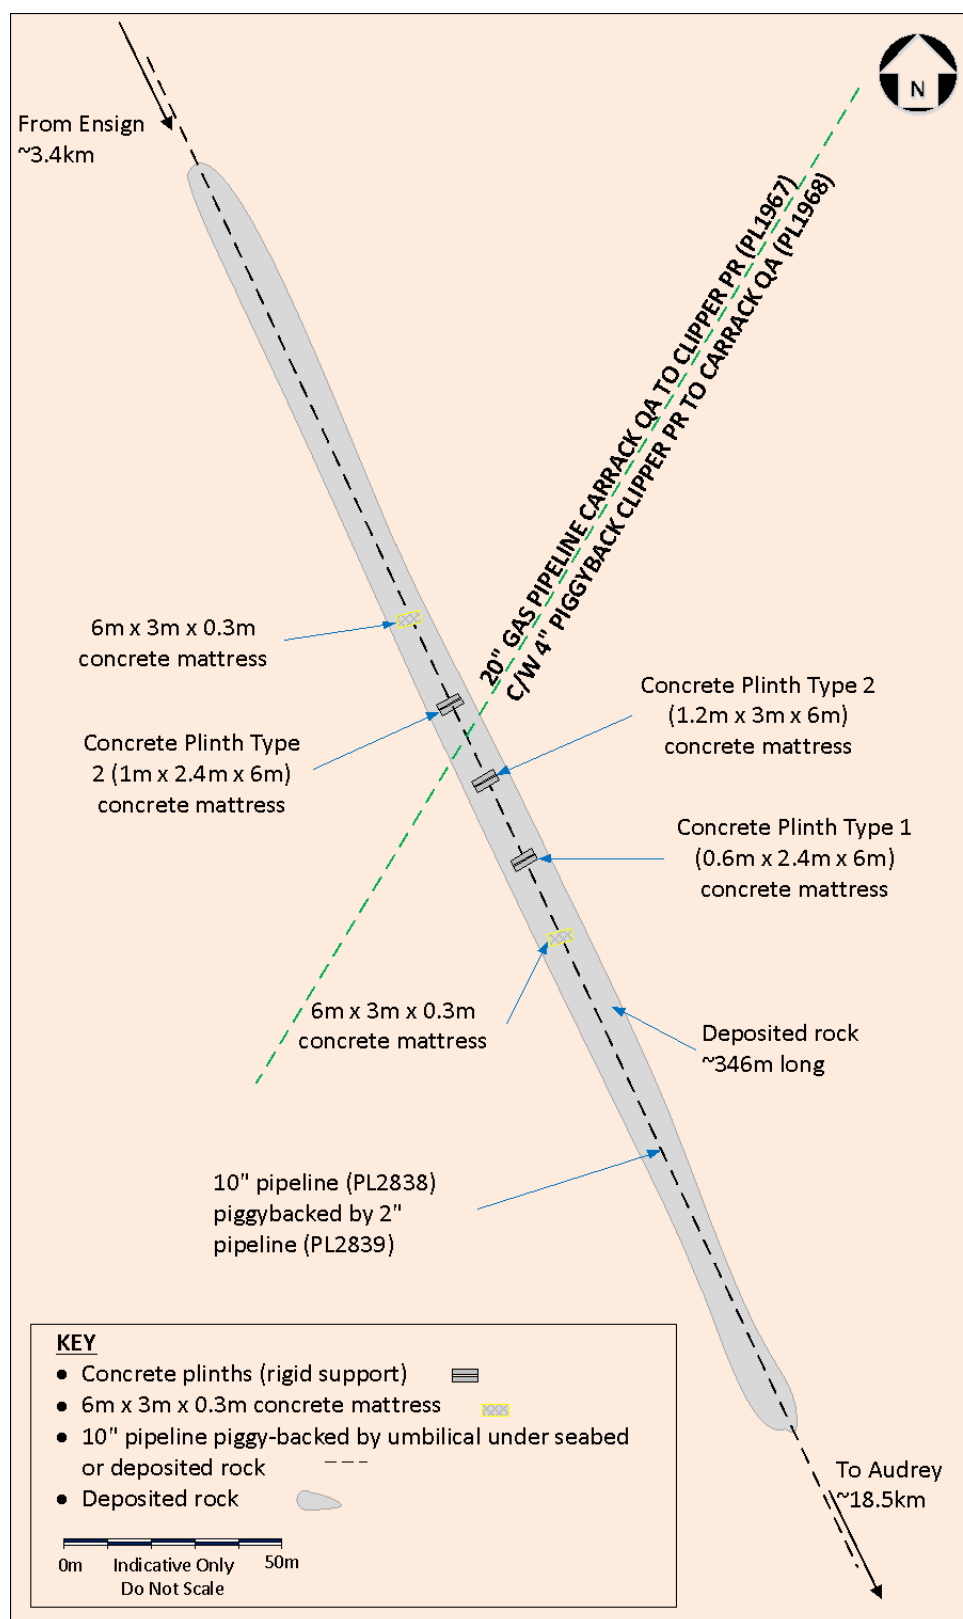 N
From Ensign
~3.4km
20" GAS PIPELINE CARRACK QA TO CLIPPER PR (PL1967)
C/W 4" PIGGYBACK CLIPPER PR TO CARRACK QA (PL1968)
6m x 3m x 0.3m
concrete mattress
Concrete Plinth Type 2
(1.2m x 3m x 6m)
concrete mattress
Concrete Plinth Type
2 (1m x 2.4m x 6m)
concrete mattress
Concrete Plinth Type 1
(0.6m x 2.4m x 6m)
concrete mattress
6m x 3m x 0.3m
concrete mattress
Deposited rock
~346m long
10" pipeline (PL2838)
piggybacked by 2"
pipeline (PL2839)
KEY
• Concrete plinths (rigid support)
• 6m x 3m x 0.3m concrete mattress
• 10" pipeline piggy-backed by umbilical under seabed
or deposited rock
• Deposited rock
0m Indicative Only 50m
Do Not Scale
To Audrey
~18.5km